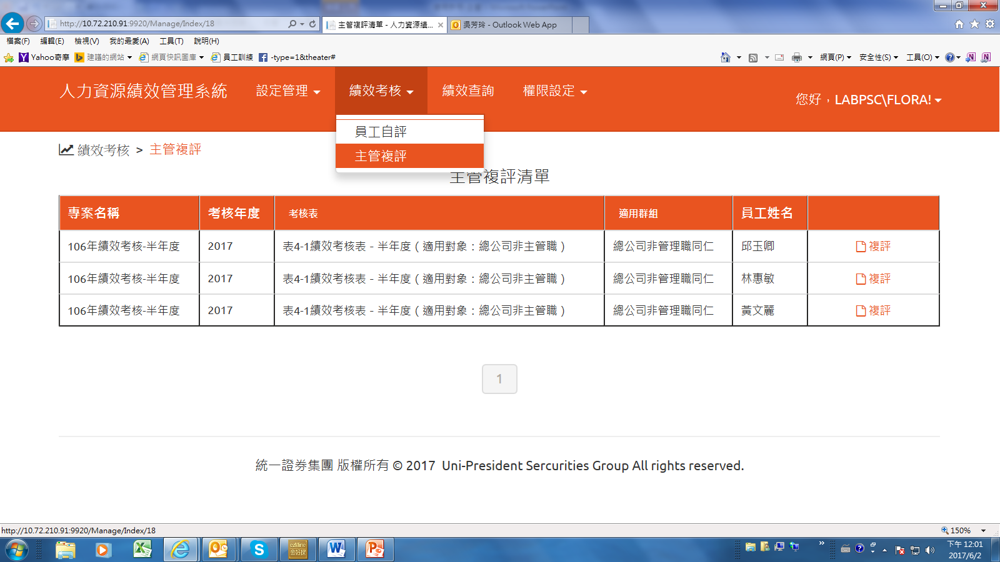 http://10.72.210.91:9920/Manage/Index/18
主管複評清單 - 人力資源績...
吳芳玲 - Outlook Web App
檔案(F) 編輯(E) 檢視(V) 我的最愛(A) 工具(T) 說明(H)
Yahoo奇摩 建議的網站 網頁快訊圖庫 員工訓練 -type=1&theater#
網頁(P) 安全性(S) 工具(O)
人力資源績效管理系統 設定管理 績效考核 績效查詢 權限設定
您好，LABPSC\FLORA!
員工自評
主管複評
績效考核 > 主管複評
主管複評清單
專案名稱 考核年度 考核表 適用群組 員工姓名
106年績效考核-半年度 2017 表4-1績效考核表 - 半年度 ( 適用對象：總公司非主管職 ) 總公司非管理職同仁 邱玉卿 複評
106年績效考核-半年度 2017 表4-1績效考核表 - 半年度 ( 適用對象：總公司非主管職 ) 總公司非管理職同仁 林惠敏 複評
106年績效考核-半年度 2017 表4-1績效考核表 - 半年度 ( 適用對象：總公司非主管職 ) 總公司非管理職同仁 黃文麗 複評
1
統一證券集團 版權所有 © 2017 Uni-President Sercurities Group All rights reserved.
http://10.72.210.91:9920/Manage/Index/18
150%
ezMine
金好探
下午 12:01
2017/6/2